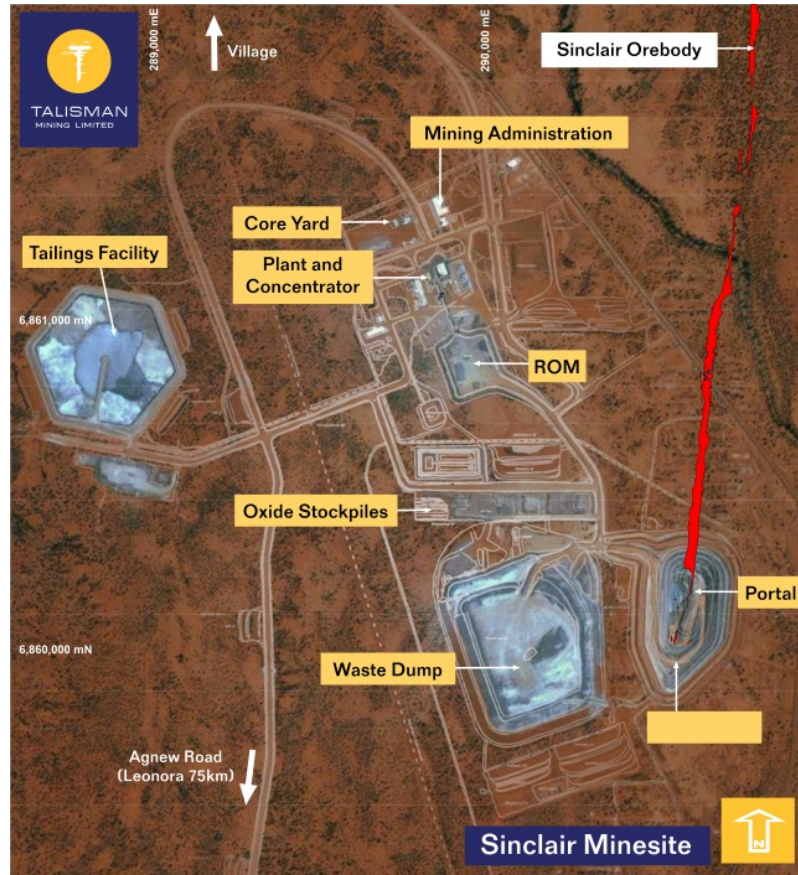 TALISMAN
MINING LIMITED
289,000 mE
Village
290,000 mE
Sinclair Orebody
Mining Administration
Core Yard
Tailings Facility
Plant and
Concentrator
6,861,000 mN
ROM
Oxide Stockpiles
Portal
6,860,000 mN
Waste Dump
Agnew Road
(Leonora 75km)
Sinclair Minesite
N